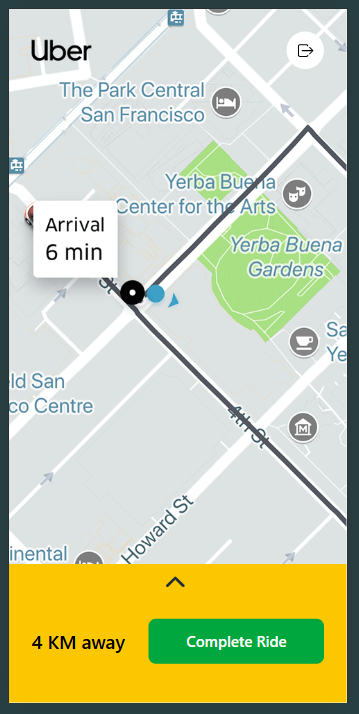 Uber
The Park Central
San Francisco
Yerba Buena
Center for the Arts
Arrival
6 min
Yerba Buena
Gardens
St
Sa
Ye
ld San
co Centre
4th St
Howard St
inental
4 KM away
Complete Ride